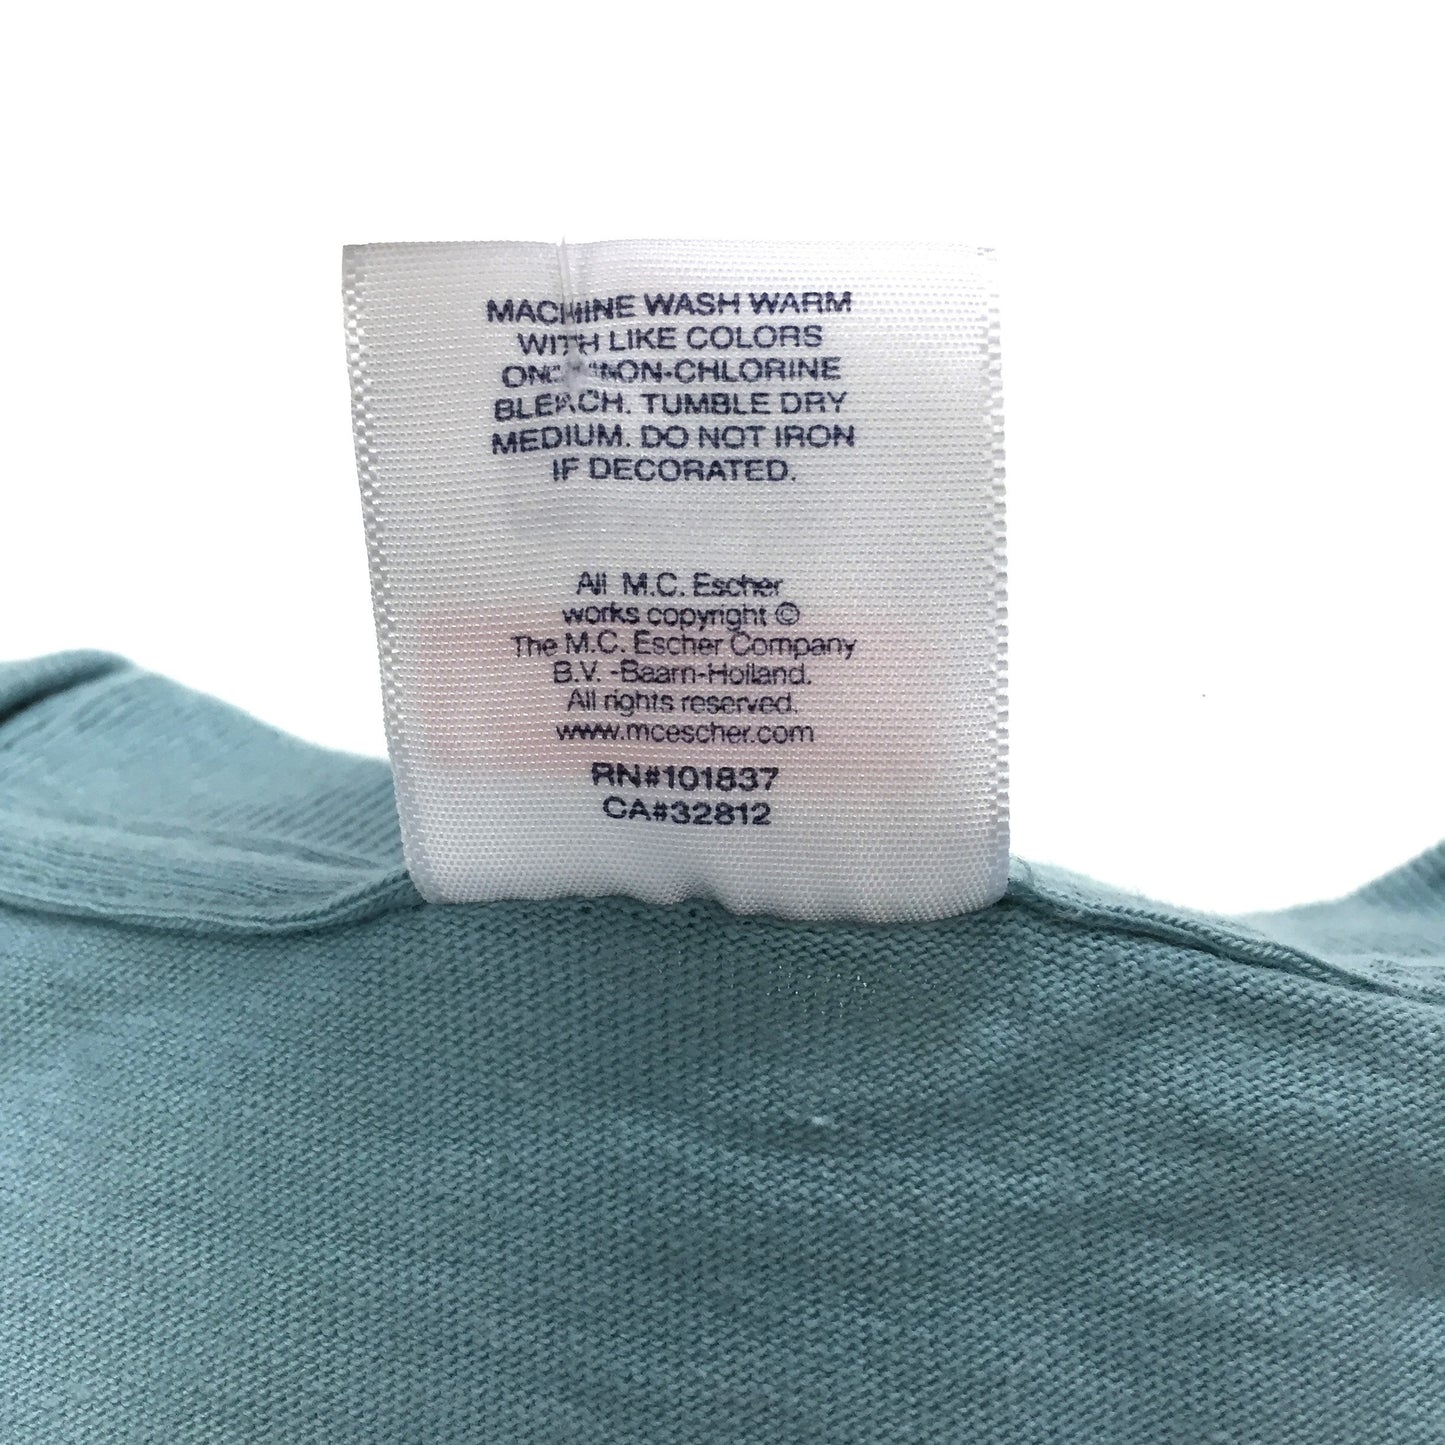 MACHINE WASH WARM
WITH LIKE COLORS
NON-CHLORINE
BLEACH. TUMBLE DRY
MEDIUM. DO NOT IRON
IF DECORATED.
All M.C. Escher
works copyright ©
The M.C. Escher Company
B.V. -Baarn-Holland.
All rights reserved.
www.mcescher.com
RN#101837
CA#32812